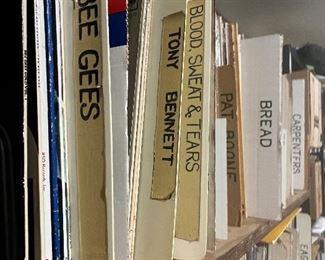 BEE GEES
TONY BENNETT
BLOOD, SWEAT & TEARS
PAT BOONE
BREAD
CARPENTERS